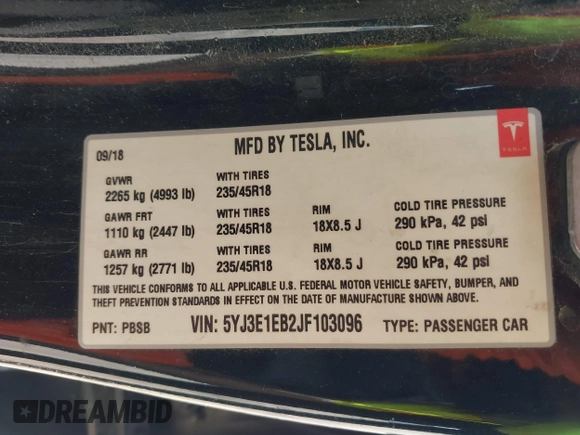 MFD BY TESLA, INC.
TESLA
09/18
GVWR WITH TIRES
2265 kg (4993 lb) 235/45R18
GAWR FRT WITH TIRES RIM COLD TIRE PRESSURE
1110 kg (2447 lb) 235/45R18 18X8.5 J 290 kPa, 42 psi
GAWR RR WITH TIRES RIM COLD TIRE PRESSURE
1257 kg (2771 lb) 235/45R18 18X8.5 J 290 kPa, 42 psi
THIS VEHICLE CONFORMS TO ALL APPLICABLE U.S. FEDERAL MOTOR VEHICLE SAFETY, BUMPER, AND
THEFT PREVENTION STANDARDS IN EFFECT ON THE DATE OF MANUFACTURE SHOWN ABOVE.
PNT: PBSB VIN: 5YJ3E1EB2JF103096 TYPE: PASSENGER CAR
DREAMBID